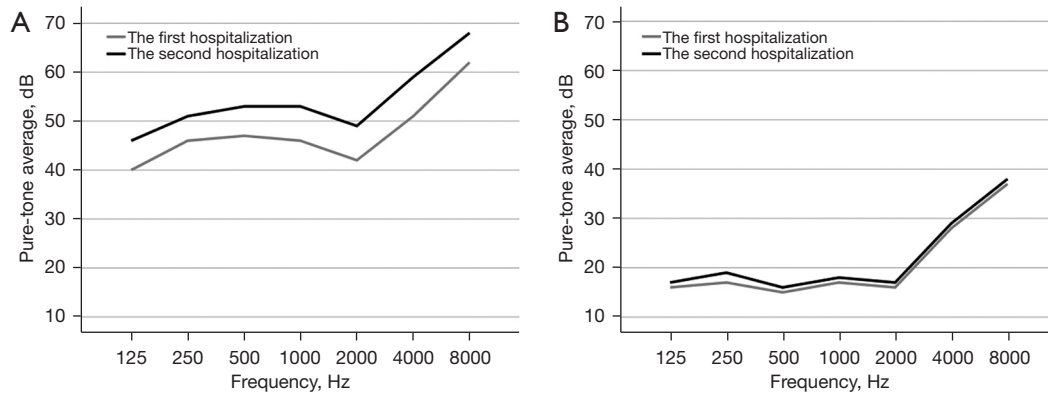 A
70
60
50
40
30
20
10
Pure-tone average, dB
The first hospitalization
The second hospitalization
125 250 500 1000 2000 4000 8000
Frequency, Hz
B
70
60
50
40
30
20
10
Pure-tone average, dB
The first hospitalization
The second hospitalization
125 250 500 1000 2000 4000 8000
Frequency, Hz